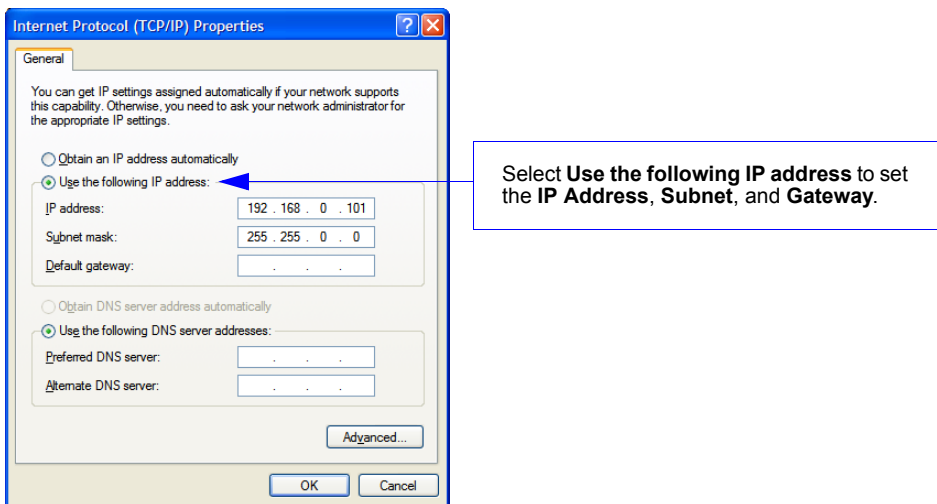 Internet Protocol (TCP/IP) Properties
General
You can get IP settings assigned automatically if your network supports
this capability. Otherwise, you need to ask your network administrator for
the appropriate IP settings.
Obtain an IP address automatically
Use the following IP address:
IP address: 192 . 168 . 0 . 101
Subnet mask: 255 . 255 . 0 . 0
Default gateway: . . .
Obtain DNS server address automatically
Use the following DNS server addresses:
Preferred DNS server: . . .
Alternate DNS server: . . .
Advanced...
OK Cancel
Select Use the following IP address to set
the IP Address, Subnet, and Gateway.